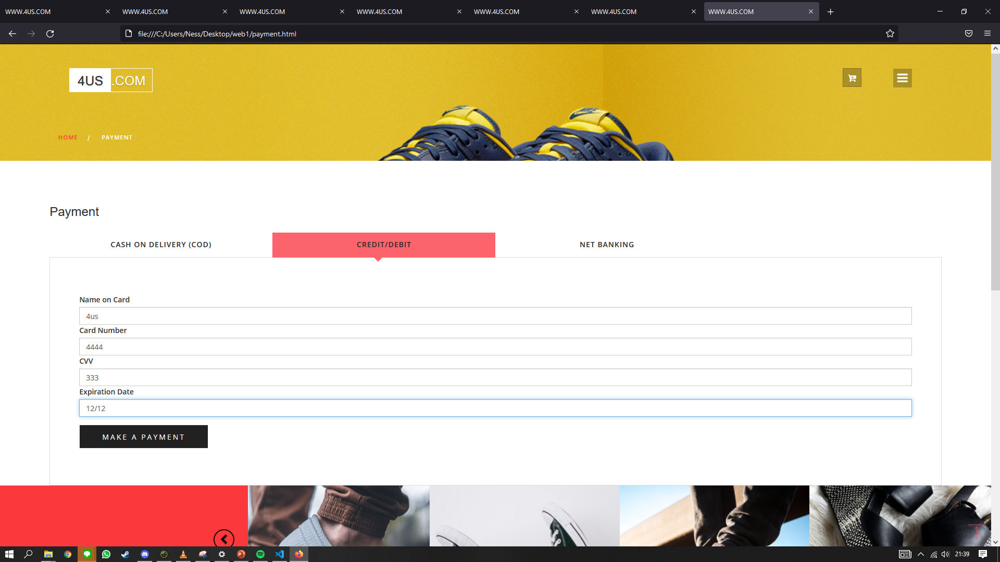 WWW.4US.COM
WWW.4US.COM
WWW.4US.COM
WWW.4US.COM
WWW.4US.COM
WWW.4US.COM
WWW.4US.COM
file:///C:/Users/Ness/Desktop/web1/payment.html
4US .COM
HOME / PAYMENT
Payment
CASH ON DELIVERY (COD)
CREDIT/DEBIT
NET BANKING
Name on Card
4us
Card Number
4444
CVV
333
Expiration Date
12/12
MAKE A PAYMENT
21:39